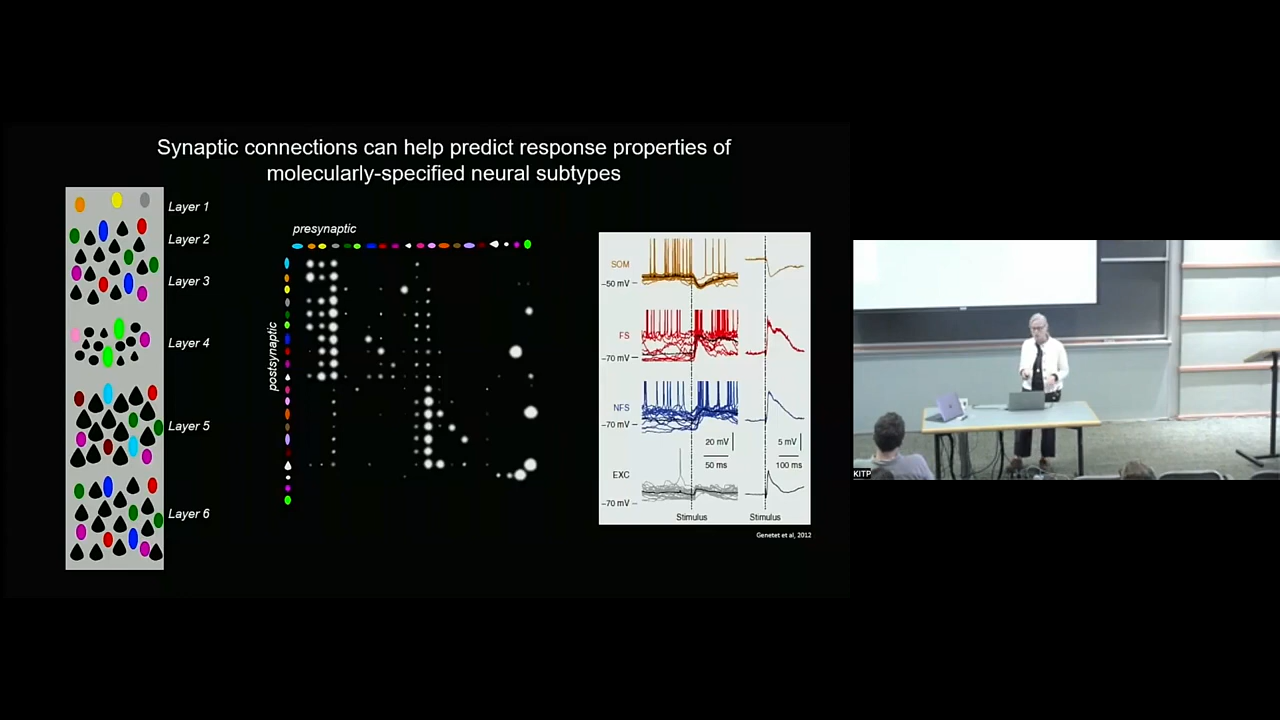 Synaptic connections can help predict response properties of
molecularly-specified neural subtypes
Layer 1
Layer 2
Layer 3
Layer 4
Layer 5
Layer 6
presynaptic
postsynaptic
SOM
−50 mV
FS
−70 mV
NFS
−70 mV
20 mV
5 mV
50 ms
100 ms
EXC
−70 mV
Stimulus
Stimulus
Genetet et al, 2012
KITP